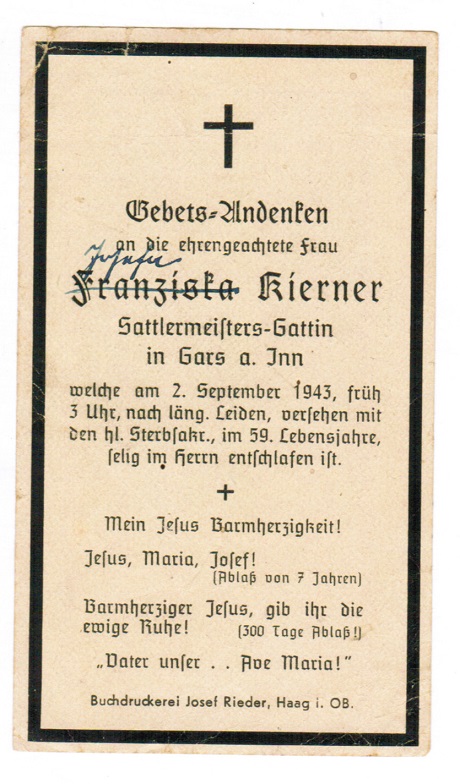 Gebets-Andenken
an die ehrengeachtete Frau
Josefa
Franziska Kierner
Sattlermeisters-Gattin
in Gars a. Inn
welche am 2. September 1943, früh
3 Uhr, nach läng. Leiden, versehen mit
den hl. Sterbsakr., im 59. Lebensjahre,
selig im Herrn entschlafen ist.
Mein Jesus Barmherzigkeit!
Jesus, Maria, Josef!
(Ablaß von 7 Jahren)
Barmherziger Jesus, gib ihr die
ewige Ruhe! (300 Tage Ablaß!)
„Vater unser . . Ave Maria!"
Buchdruckerei Josef Rieder, Haag i. OB.